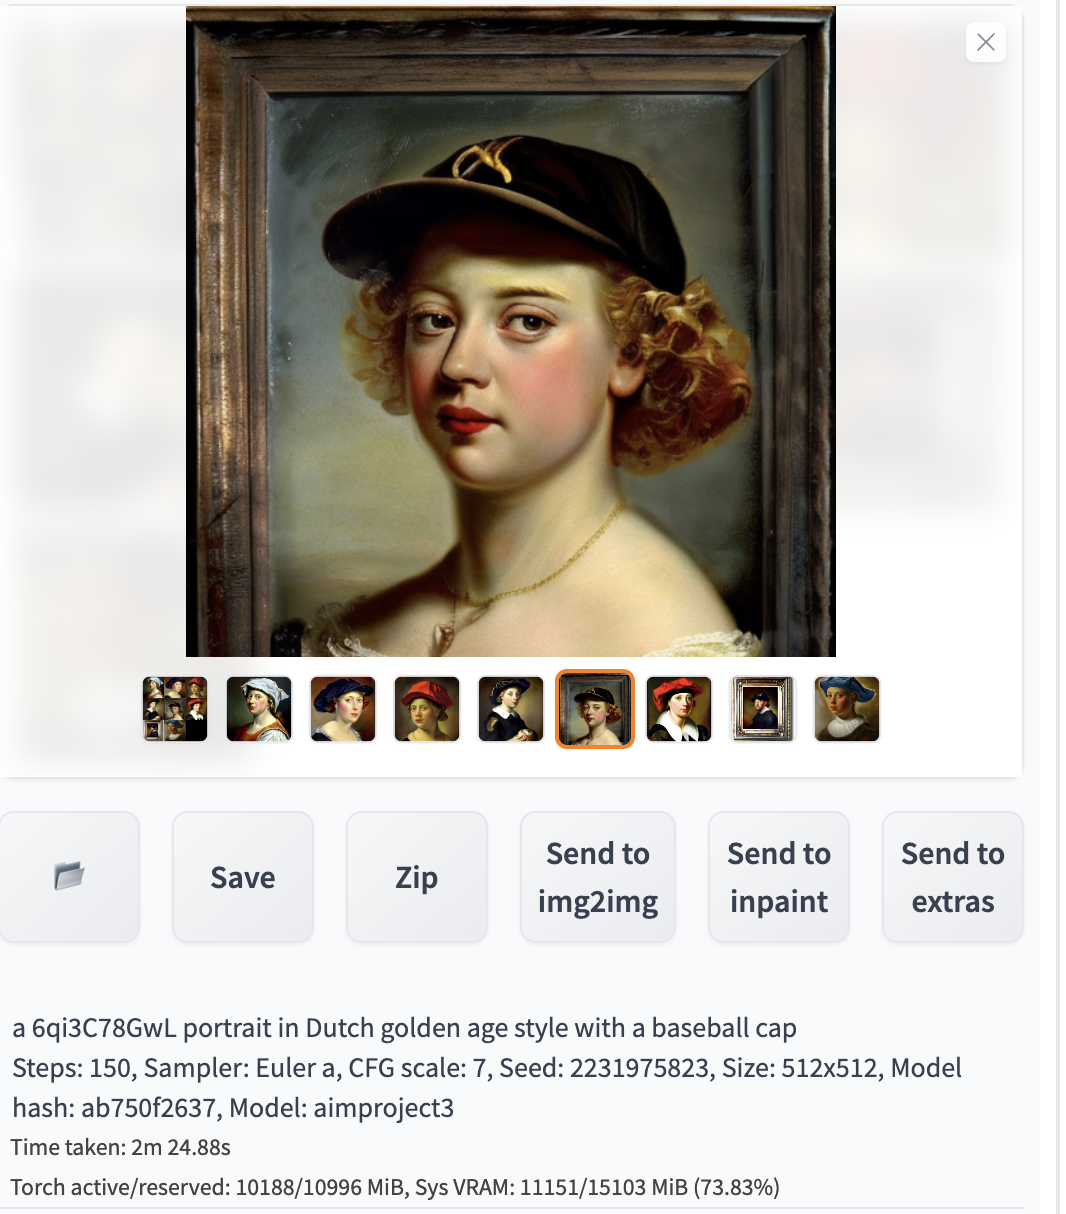 Save
Zip
Send to
img2img
Send to
inpaint
Send to
extras
a 6qi3C78GwL portrait in Dutch golden age style with a baseball cap
Steps: 150, Sampler: Euler a, CFG scale: 7, Seed: 2231975823, Size: 512x512, Model
hash: ab750f2637, Model: aimproject3
Time taken: 2m 24.88s
Torch active/reserved: 10188/10996 MiB, Sys VRAM: 11151/15103 MiB (73.83%)